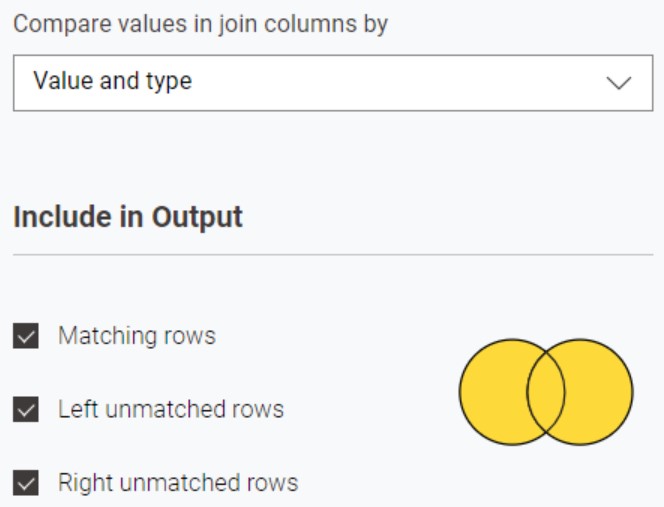 Compare values in join columns by
Value and type
Include in Output
Matching rows
Left unmatched rows
Right unmatched rows